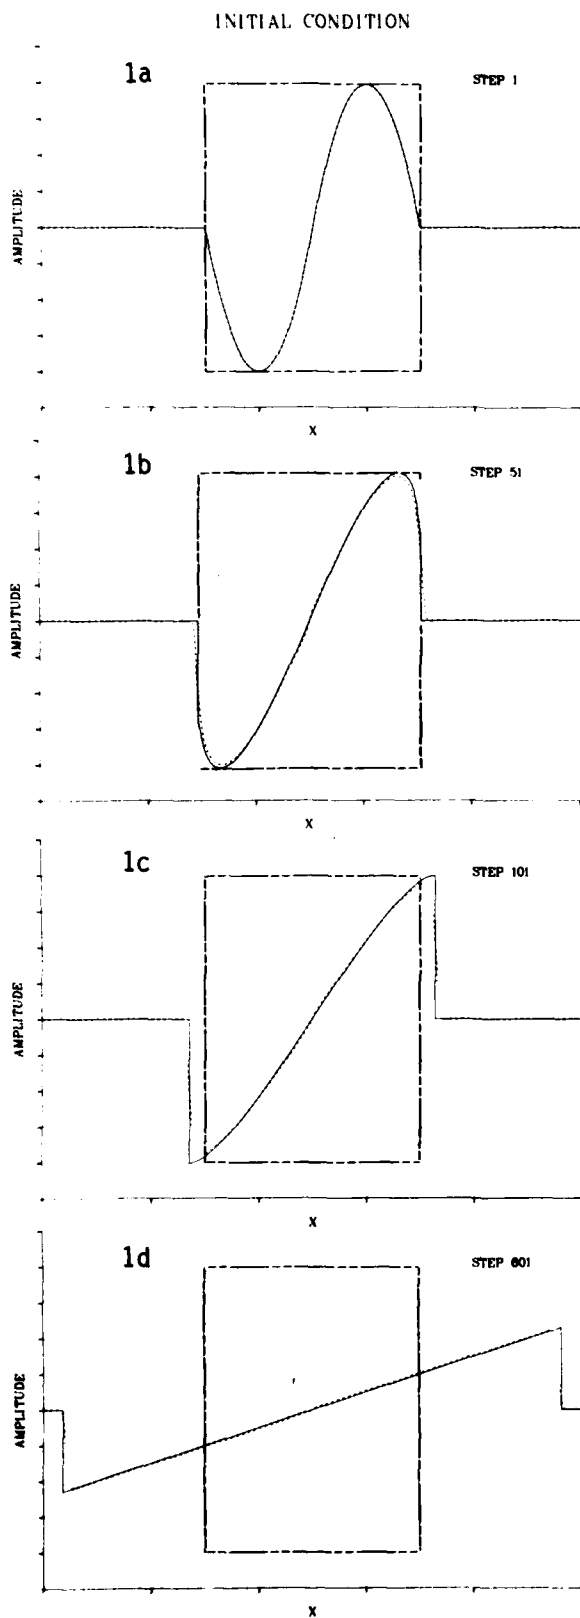 INITIAL CONDITION
1a
STEP 1
AMPLITUDE
X
1b
STEP 51
AMPLITUDE
X
1c
STEP 101
AMPLITUDE
X
1d
STEP 601
AMPLITUDE
X